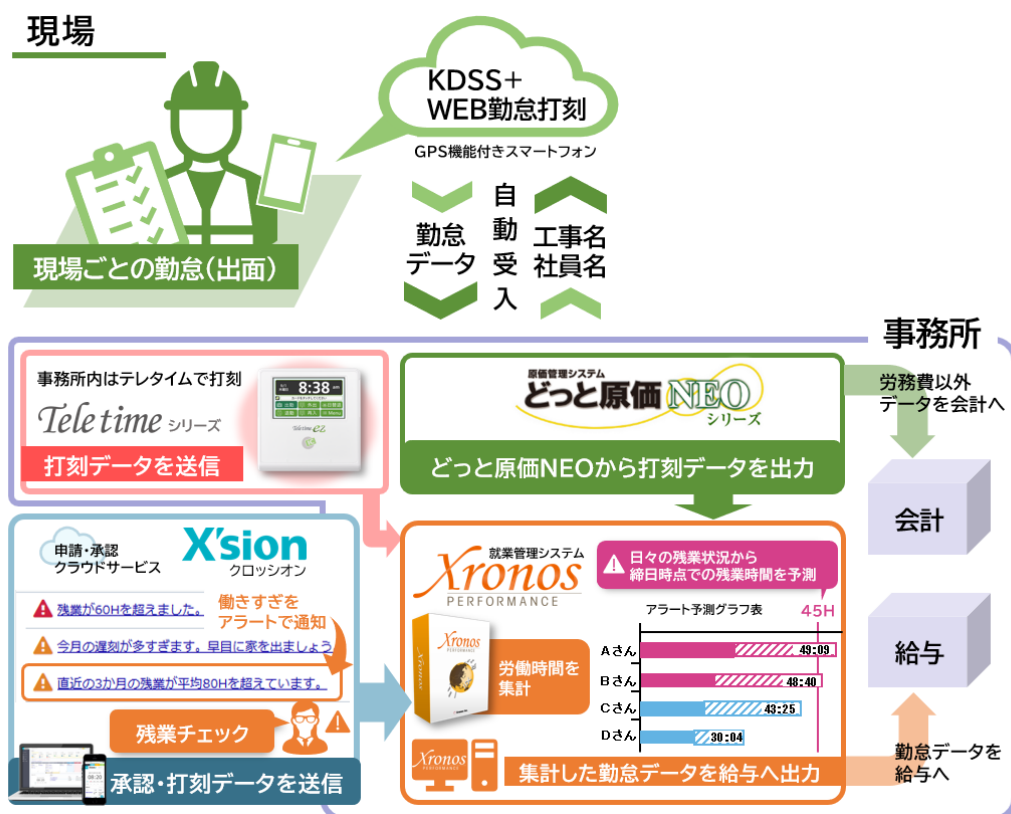 現場
KDSS+
WEB勤怠打刻
GPS機能付きスマートフォン
自動受入
勤怠
データ
工事名
社員名
現場ごとの勤怠(出面)
事務所
事務所内はテレタイムで打刻
Teletime シリーズ
8:38
Teletime eZ
打刻データを送信
原価管理システム
どっと原価NEO
シリーズ
どっと原価NEOから打刻データを出力
労務費以外
データを会計へ
会計
申請・承認
クラウドサービス
X'sion
クロッシオン
働きすぎを
アラートで通知
残業が60Hを超えました。
今月の遅刻が多すぎます。早目に家を出ましょう
直近の3か月の残業が平均80Hを超えています。
残業チェック
承認・打刻データを送信
就業管理システム
Xronos
PERFORMANCE
日々の残業状況から
締日時点での残業時間を予測
アラート予測グラフ表
45H
Xronos
Xronos
労働時間を
集計
Aさん
49:09
Bさん
48:40
Cさん
43:25
Dさん
30:04
Xronos
集計した勤怠データを給与へ出力
給与
勤怠データを
給与へ